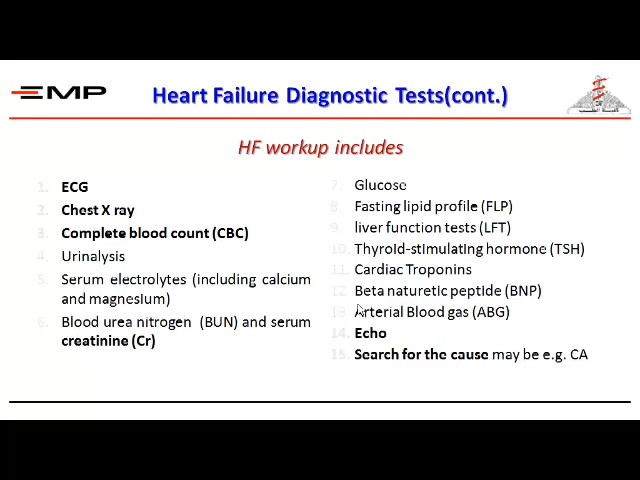 EMP
Heart Failure Diagnostic Tests(cont.)
HF workup includes
1. ECG
2. Chest X ray
3. Complete blood count (CBC)
4. Urinalysis
5. Serum electrolytes (including calcium
and magnesium)
6. Blood urea nitrogen (BUN) and serum
creatinine (Cr)
7. Glucose
8. Fasting lipid profile (FLP)
9. liver function tests (LFT)
10. Thyroid-stimulating hormone (TSH)
11. Cardiac Troponins
12. Beta naturetic peptide (BNP)
13. Arterial Blood gas (ABG)
14. Echo
15. Search for the cause may be e.g. CA